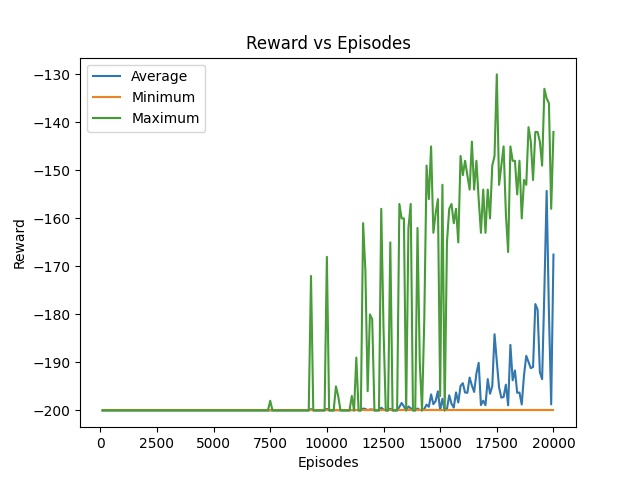 Reward vs Episodes
Average
Minimum
Maximum
−130
−140
−150
−160
−170
−180
−190
−200
Reward
0 2500 5000 7500 10000 12500 15000 17500 20000
Episodes